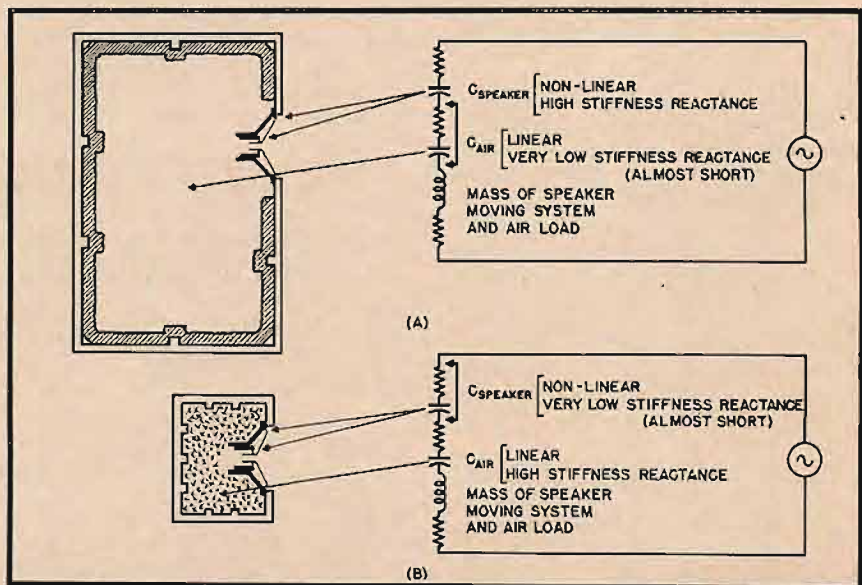 C SPEAKER [ NON-LINEAR
HIGH STIFFNESS REACTANCE
C AIR [ LINEAR
VERY LOW STIFFNESS REACTANCE
(ALMOST SHORT)
MASS OF SPEAKER
MOVING SYSTEM
AND AIR LOAD
(A)
C SPEAKER [ NON-LINEAR
VERY LOW STIFFNESS REACTANCE
(ALMOST SHORT)
C AIR [ LINEAR
HIGH STIFFNESS REACTANCE
MASS OF SPEAKER
MOVING SYSTEM
AND AIR LOAD
(B)